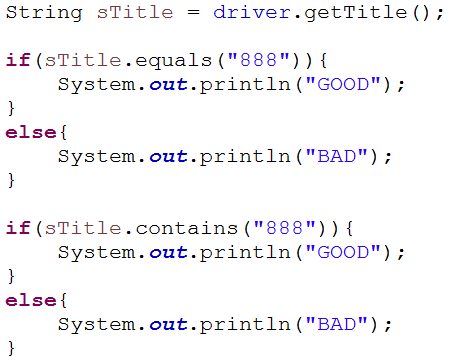 String sTitle = driver.getTitle();
if(sTitle.equals("888")){
    System.out.println("GOOD");
}
else{
    System.out.println("BAD");
}
if(sTitle.contains("888")){
    System.out.println("GOOD");
}
else{
    System.out.println("BAD");
}